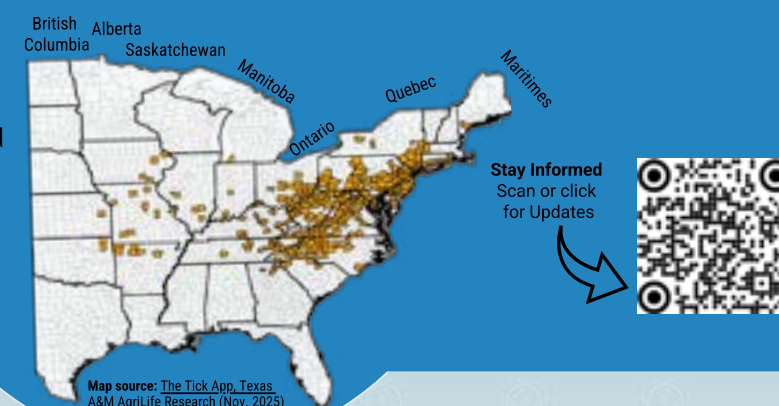 British
Columbia
Alberta
Saskatchewan
Manitoba
Ontario
Quebec
Maritimes
Stay Informed
Scan or click
for Updates
Map source: The Tick App, Texas
A&M AgriLife Research (Nov, 2025)